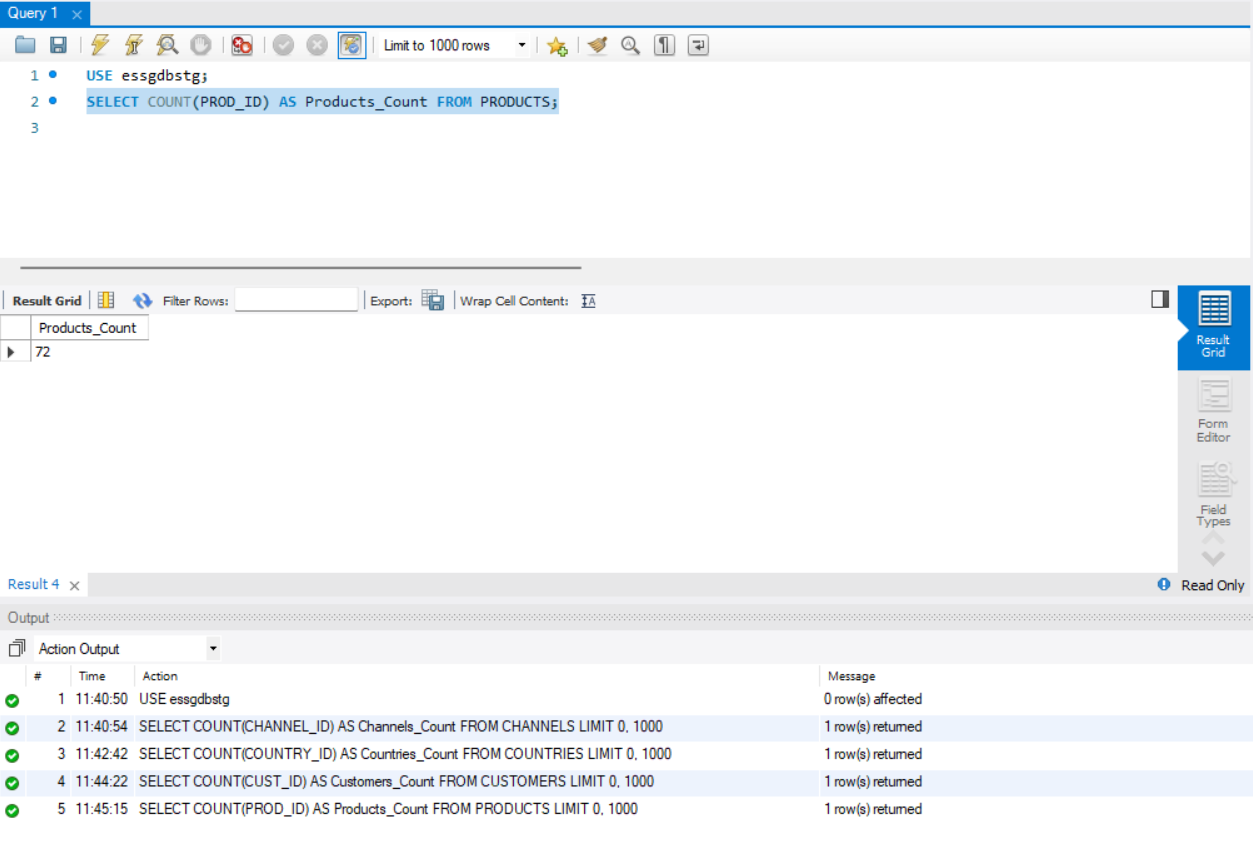 Query 1
Limit to 1000 rows
1 USE essgdbstg;
2 SELECT COUNT(PROD_ID) AS Products_Count FROM PRODUCTS;
3
Result Grid Filter Rows: Export: Wrap Cell Content:
Products_Count
72
Result
Grid
Form
Editor
Field
Types
Result 4 Read Only
Output
Action Output
# Time Action Message
1 11:40:50 USE essgdbstg 0 row(s) affected
2 11:40:54 SELECT COUNT(CHANNEL_ID) AS Channels_Count FROM CHANNELS LIMIT 0, 1000 1 row(s) returned
3 11:42:42 SELECT COUNT(COUNTRY_ID) AS Countries_Count FROM COUNTRIES LIMIT 0, 1000 1 row(s) returned
4 11:44:22 SELECT COUNT(CUST_ID) AS Customers_Count FROM CUSTOMERS LIMIT 0, 1000 1 row(s) returned
5 11:45:15 SELECT COUNT(PROD_ID) AS Products_Count FROM PRODUCTS LIMIT 0, 1000 1 row(s) returned